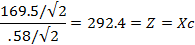 169.5/√2
.58/√2 = 292.4 = Z = Xc